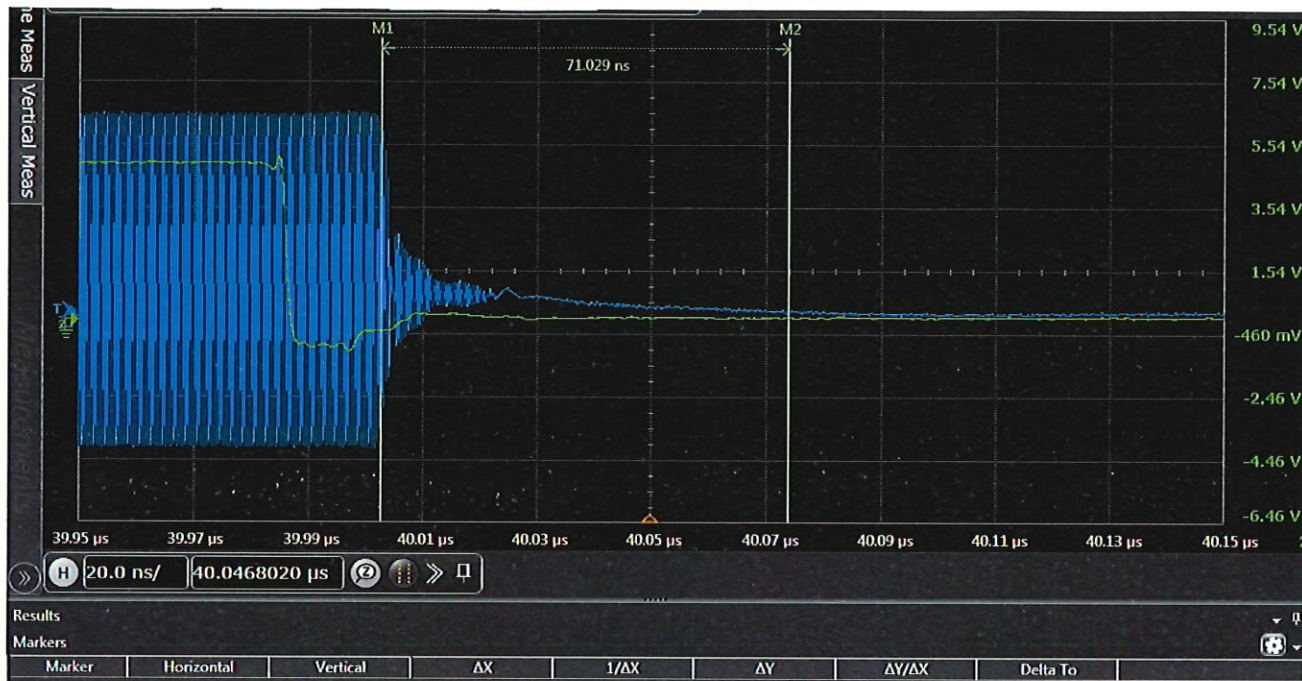 ne Meas
Vertical Meas
M1
M2
71.029 ns
9.54 V
7.54 V
5.54 V
3.54 V
1.54 V
-460 mV
-2.46 V
-4.46 V
-6.46 V
T
39.95 µs
39.97 µs
39.99 µs
40.01 µs
40.03 µs
40.05 µs
40.07 µs
40.09 µs
40.11 µs
40.13 µs
40.15 µs
H
20.0 ns/
40.0468020 µs
Z
Results
Markers
Marker
Horizontal
Vertical
ΔX
1/ΔX
ΔY
ΔY/ΔX
Delta To